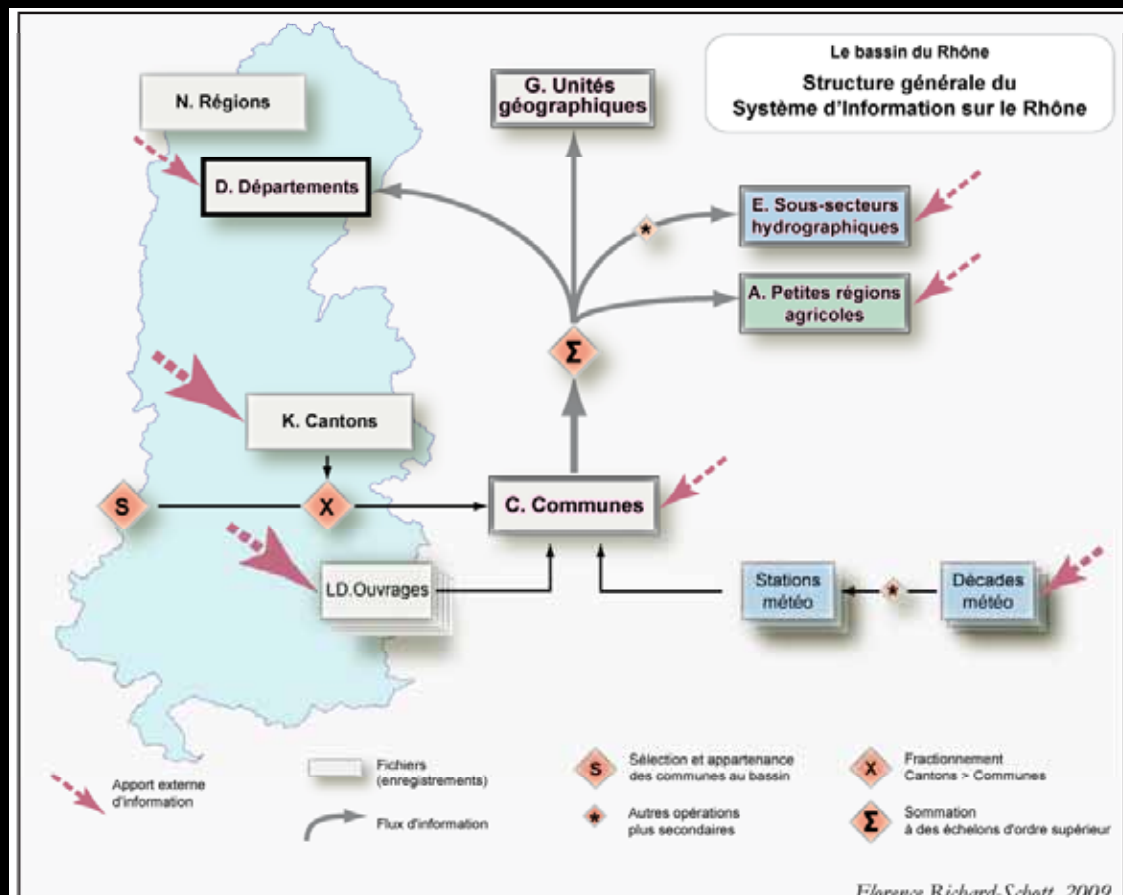 Le bassin du Rhône
Structure générale du
Système d'Information sur le Rhône
N. Régions
G. Unités
géographiques
D. Départements
E. Sous-secteurs
hydrographiques
A. Petites régions
agricoles
Σ
K. Cantons
S
X
C. Communes
LD.Ouvrages
Stations
météo
*
Décades
météo
*
Apport externe
d'information
Fichiers
(enregistrements)
Flux d'information
S
Sélection et appartenance
des communes au bassin
*
Autres opérations
plus secondaires
X
Fractionnement
Cantons > Communes
Σ
Sommation
à des échelons d'ordre supérieur
Florence Richard-Schott, 2009